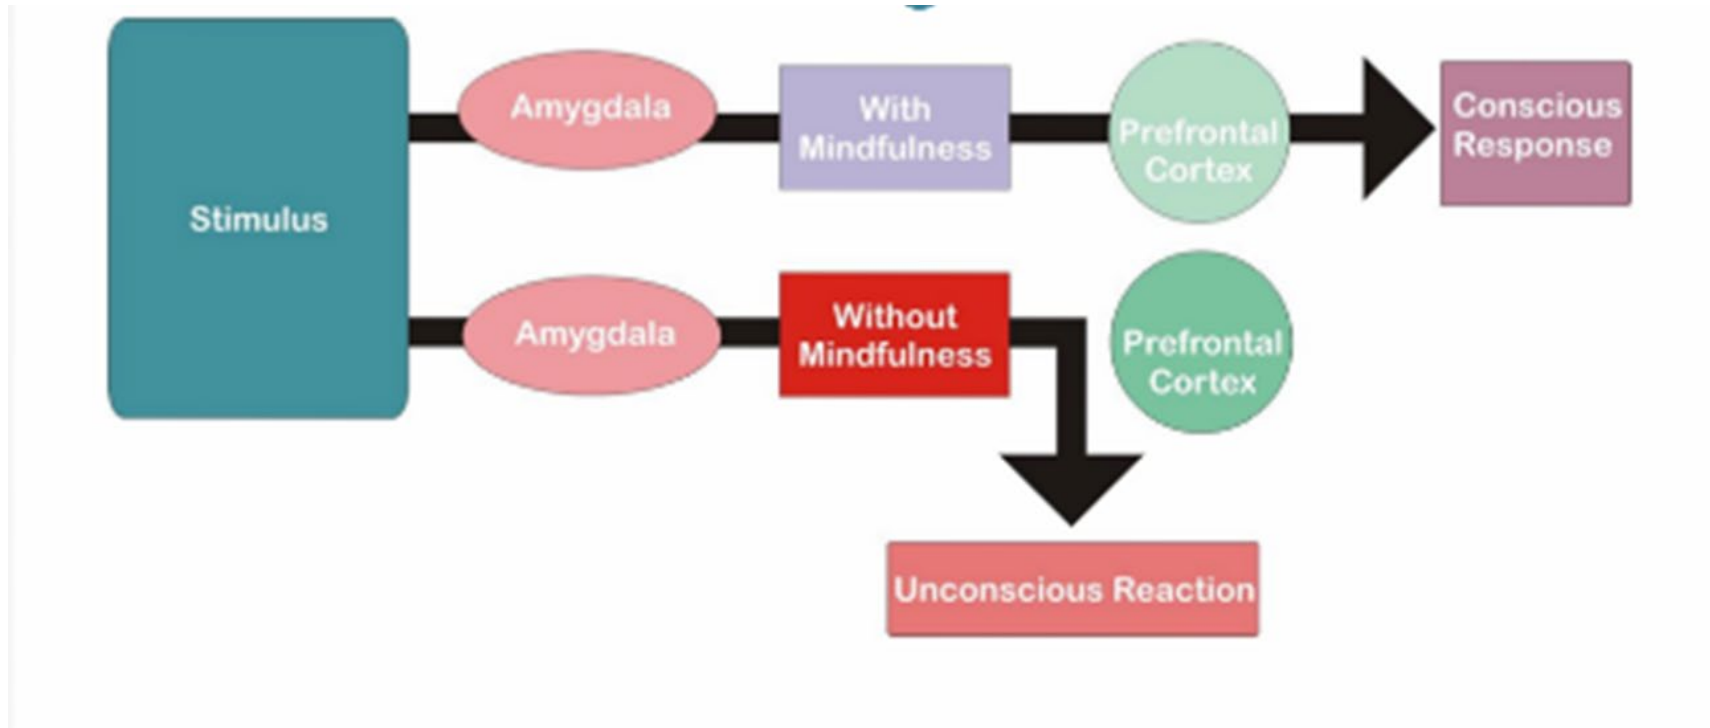 Stimulus
Amygdala
With
Mindfulness
Prefrontal
Cortex
Conscious
Response
Amygdala
Without
Mindfulness
Prefrontal
Cortex
Unconscious Reaction